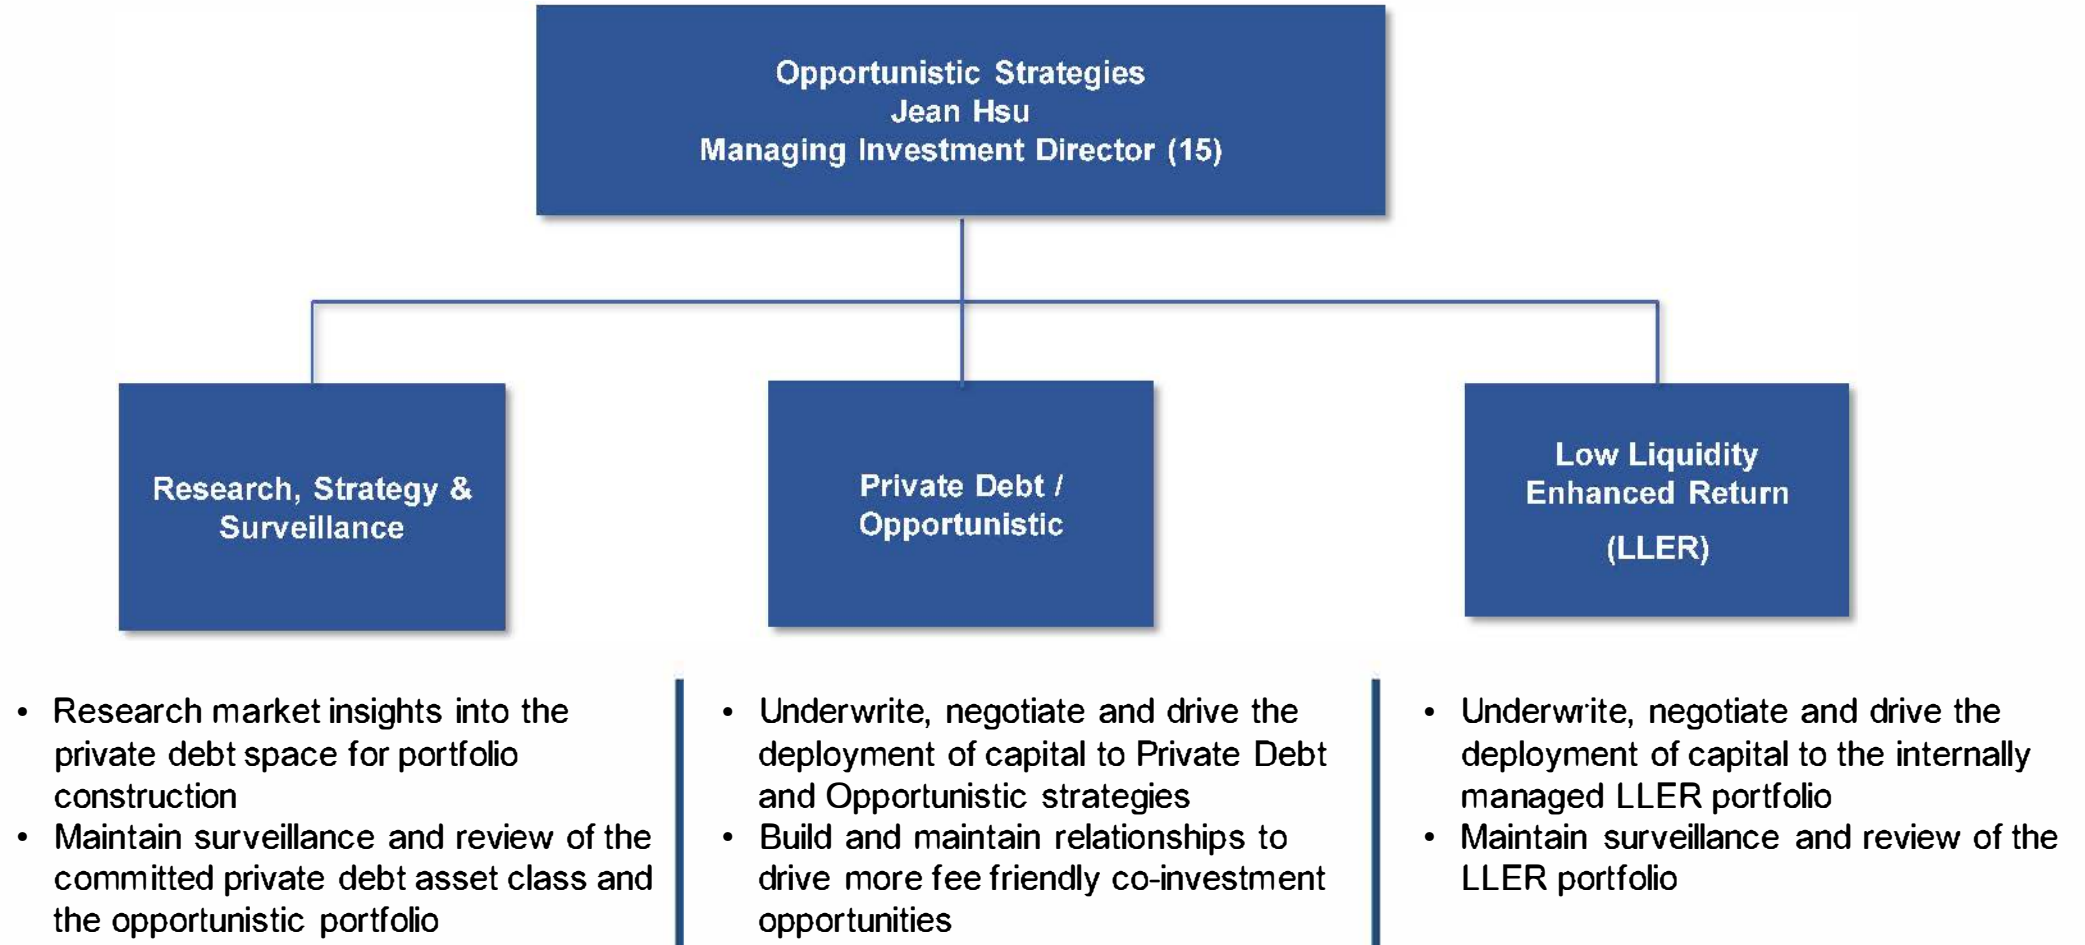 Opportunistic Strategies
Jean Hsu
Managing Investment Director (15)
Research, Strategy &
Surveillance
Private Debt /
Opportunistic
Low Liquidity
Enhanced Return
(LLER)
• Research market insights into the
private debt space for portfolio
construction
• Maintain surveillance and review of the
committed private debt asset class and
the opportunistic portfolio
• Underwrite, negotiate and drive the
deployment of capital to Private Debt
and Opportunistic strategies
• Build and maintain relationships to
drive more fee friendly co-investment
opportunities
• Underwrite, negotiate and drive the
deployment of capital to the internally
managed LLER portfolio
• Maintain surveillance and review of the
LLER portfolio